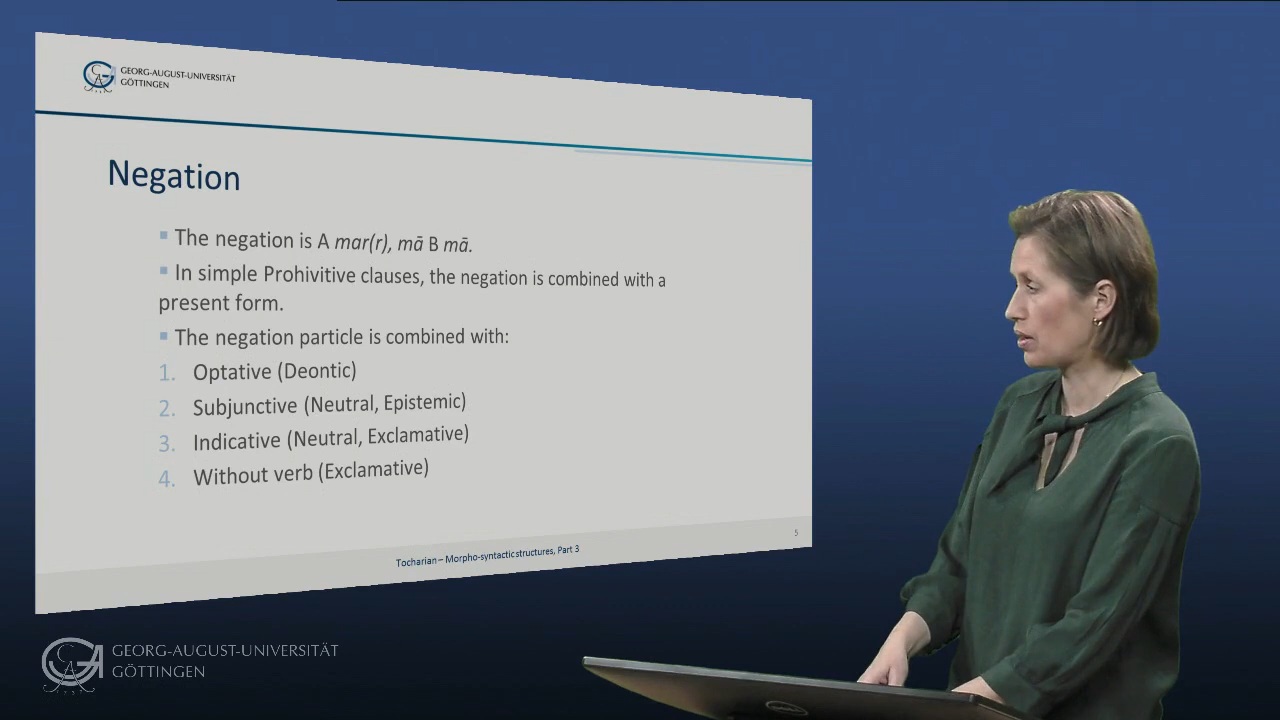 GEORG-AUGUST-UNIVERSITÄT
GÖTTINGEN
Negation
▪ The negation is A mar(r), mā B mā.
▪ In simple Prohivitive clauses, the negation is combined with a
present form.
▪ The negation particle is combined with:
1. Optative (Deontic)
2. Subjunctive (Neutral, Epistemic)
3. Indicative (Neutral, Exclamative)
4. Without verb (Exclamative)
5
Tocharian – Morpho-syntactic structures, Part 3
GEORG-AUGUST-UNIVERSITÄT
GÖTTINGEN